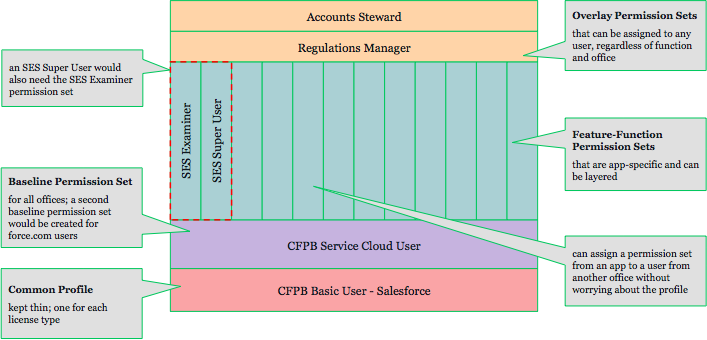 Accounts Steward
Regulations Manager
SES Examiner
SES Super User
CFPB Service Cloud User
CFPB Basic User - Salesforce
an SES Super User would
also need the SES Examiner
permission set
Baseline Permission Set
for all offices; a second
baseline permission set
would be created for
force.com users
Common Profile
kept thin; one for each
license type
Overlay Permission Sets
that can be assigned to any
user, regardless of function
and office
Feature-Function
Permission Sets
that are app-specific and can
be layered
can assign a permission set
from an app to a user from
another office without
worrying about the profile